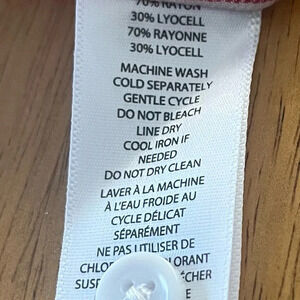 70% RAYON
30% LYOCELL
70% RAYONNE
30% LYOCELL
MACHINE WASH
COLD SEPARATELY
GENTLE CYCLE
DO NOT BLEACH
LINE DRY
COOL IRON IF
NEEDED
DO NOT DRY CLEAN
LAVER À LA MACHINE
À L'EAU FROIDE AU
CYCLE DÉLICAT
SÉPARÉMENT
NE PAS UTILISER DE